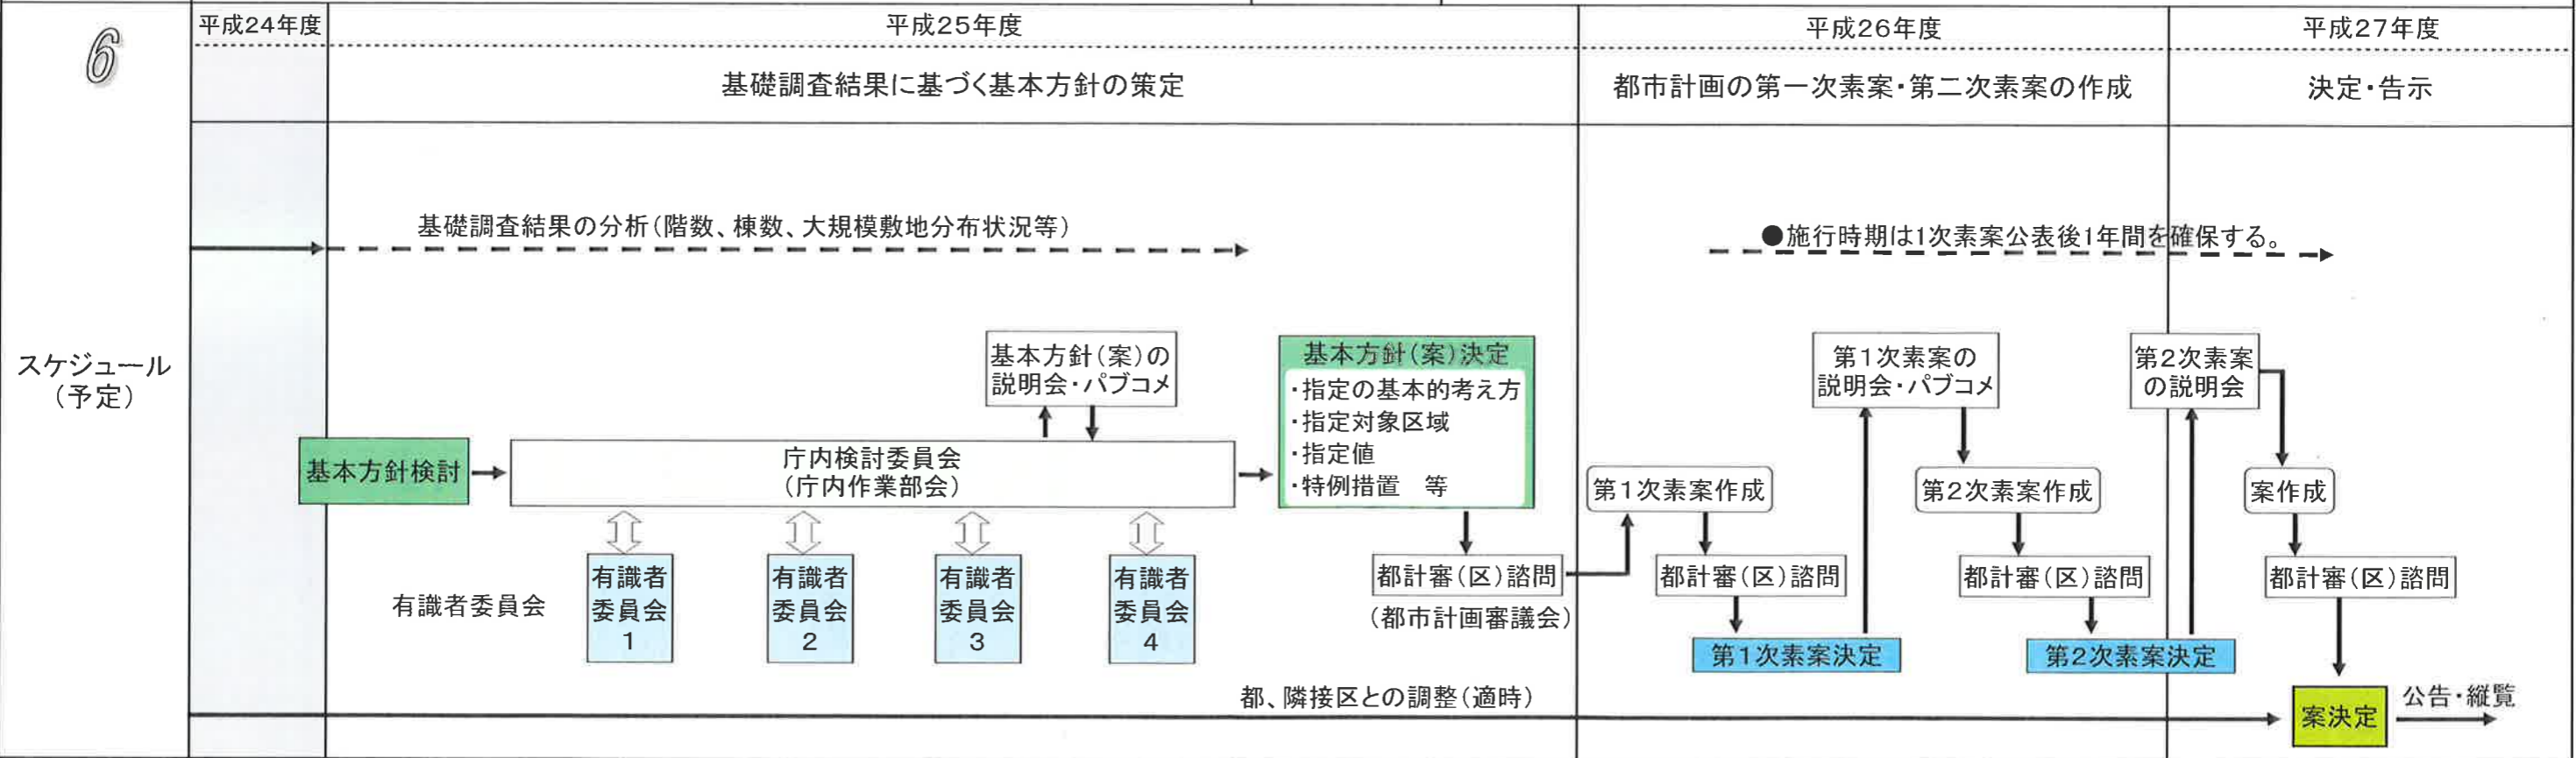 6
スケジュール
（予定）
平成24年度
平成25年度
平成26年度
平成27年度
基礎調査結果に基づく基本方針の策定
都市計画の第一次素案・第二次素案の作成
決定・告示
基礎調査結果の分析（階数、棟数、大規模敷地分布状況等）
●施行時期は1次素案公表後1年間を確保する。
基本方針検討
庁内検討委員会
（庁内作業部会）
基本方針（案）の
説明会・パブコメ
有識者委員会
有識者
委員会
1
有識者
委員会
2
有識者
委員会
3
有識者
委員会
4
基本方針（案）決定
・指定の基本的考え方
・指定対象区域
・指定値
・特例措置　等
都計審（区）諮問
（都市計画審議会）
第1次素案作成
都計審（区）諮問
第1次素案決定
第1次素案の
説明会・パブコメ
第2次素案作成
都計審（区）諮問
第2次素案決定
第2次素案
の説明会
案作成
都計審（区）諮問
都、隣接区との調整（適時）
案決定
公告・縦覧